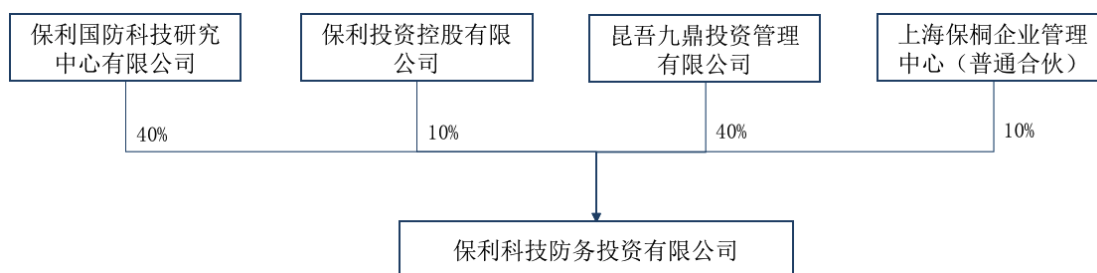 保利国防科技研究
中心有限公司
保利投资控股有限
公司
昆吾九鼎投资管理
有限公司
上海保桐企业管理
中心（普通合伙）
40%
10%
40%
10%
保利科技防务投资有限公司